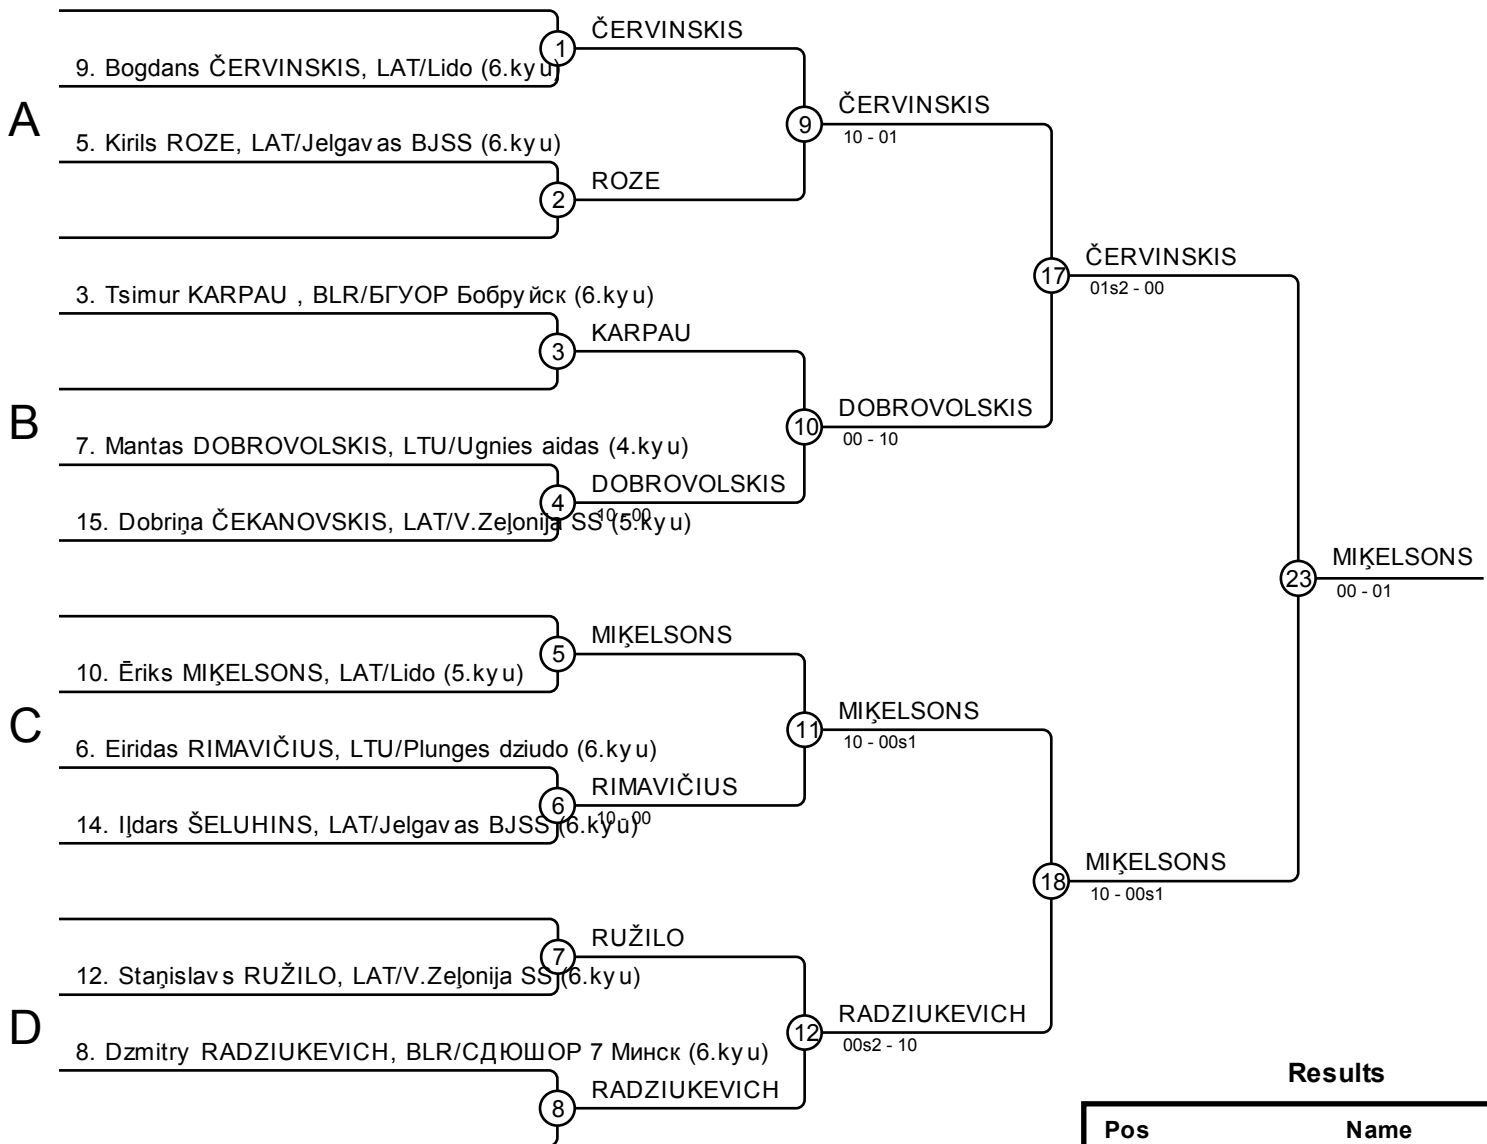 1
ČERVINSKIS
9. Bogdans ČERVINSKIS, LAT/Lido (6.kyu)
A
9
ČERVINSKIS
10 - 01
5. Kirils ROZE, LAT/Jelgavas BJSS (6.kyu)
2
ROZE
17
ČERVINSKIS
01s2 - 00
3. Tsimur KARPAU , BLR/БГУОР Бобруйск (6.kyu)
3
KARPAU
B
10
DOBROVOLSKIS
00 - 10
7. Mantas DOBROVOLSKIS, LTU/Ugnies aidas (4.kyu)
4
DOBROVOLSKIS
10 - 00
15. Dobriņa ČEKANOVSKIS, LAT/V.Zeļonija SS (5.kyu)
23
MIĶELSONS
00 - 01
5
MIĶELSONS
10. Ēriks MIĶELSONS, LAT/Lido (5.kyu)
C
11
MIĶELSONS
10 - 00s1
6. Eiridas RIMAVIČIUS, LTU/Plunges dziudo (6.kyu)
6
RIMAVIČIUS
10 - 00
14. Iļdars ŠELUHINS, LAT/Jelgavas BJSS (6.kyu)
18
MIĶELSONS
10 - 00s1
7
RUŽILO
12. Staņislavs RUŽILO, LAT/V.Zeļonija SS (6.kyu)
D
12
RADZIUKEVICH
00s2 - 10
8. Dzmitry RADZIUKEVICH, BLR/СДЮШОР 7 Минск (6.kyu)
8
RADZIUKEVICH
Results
Pos Name